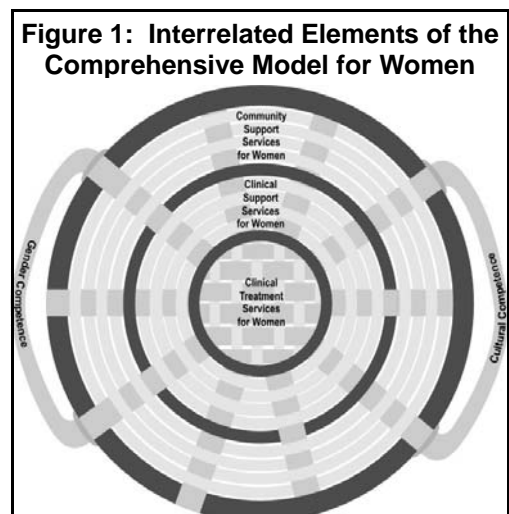 Figure 1: Interrelated Elements of the
Comprehensive Model for Women
Community
Support
Services
for Women
Clinical
Support
Services
for Women
Clinical
Treatment
Services
for Women
Gender Competence
Cultural Competence